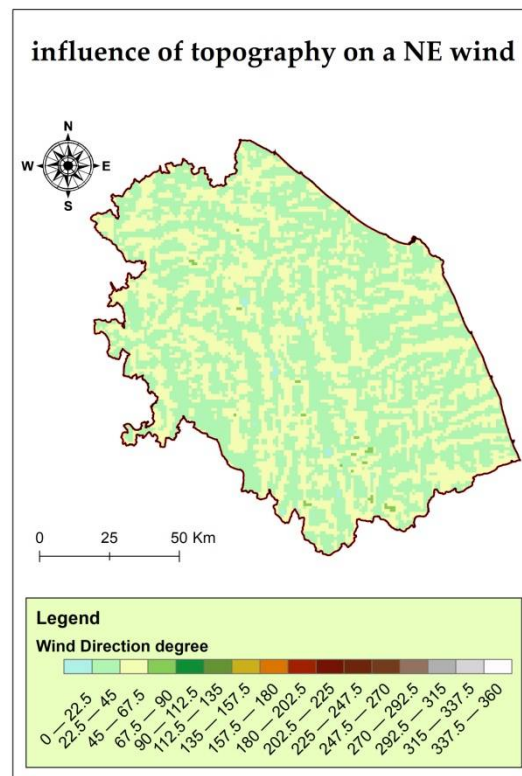 influence of topography on a NE wind
N
W E
S
0 25 50 Km
Legend
Wind Direction degree
0 — 22.5
22.5 — 45
45 — 67.5
67.5 — 90
90 — 112.5
112.5 — 135
135 — 157.5
157.5 — 180
180 — 202.5
202.5 — 225
225 — 247.5
247.5 — 270
270 — 292.5
292.5 — 315
315 — 337.5
337.5 — 360